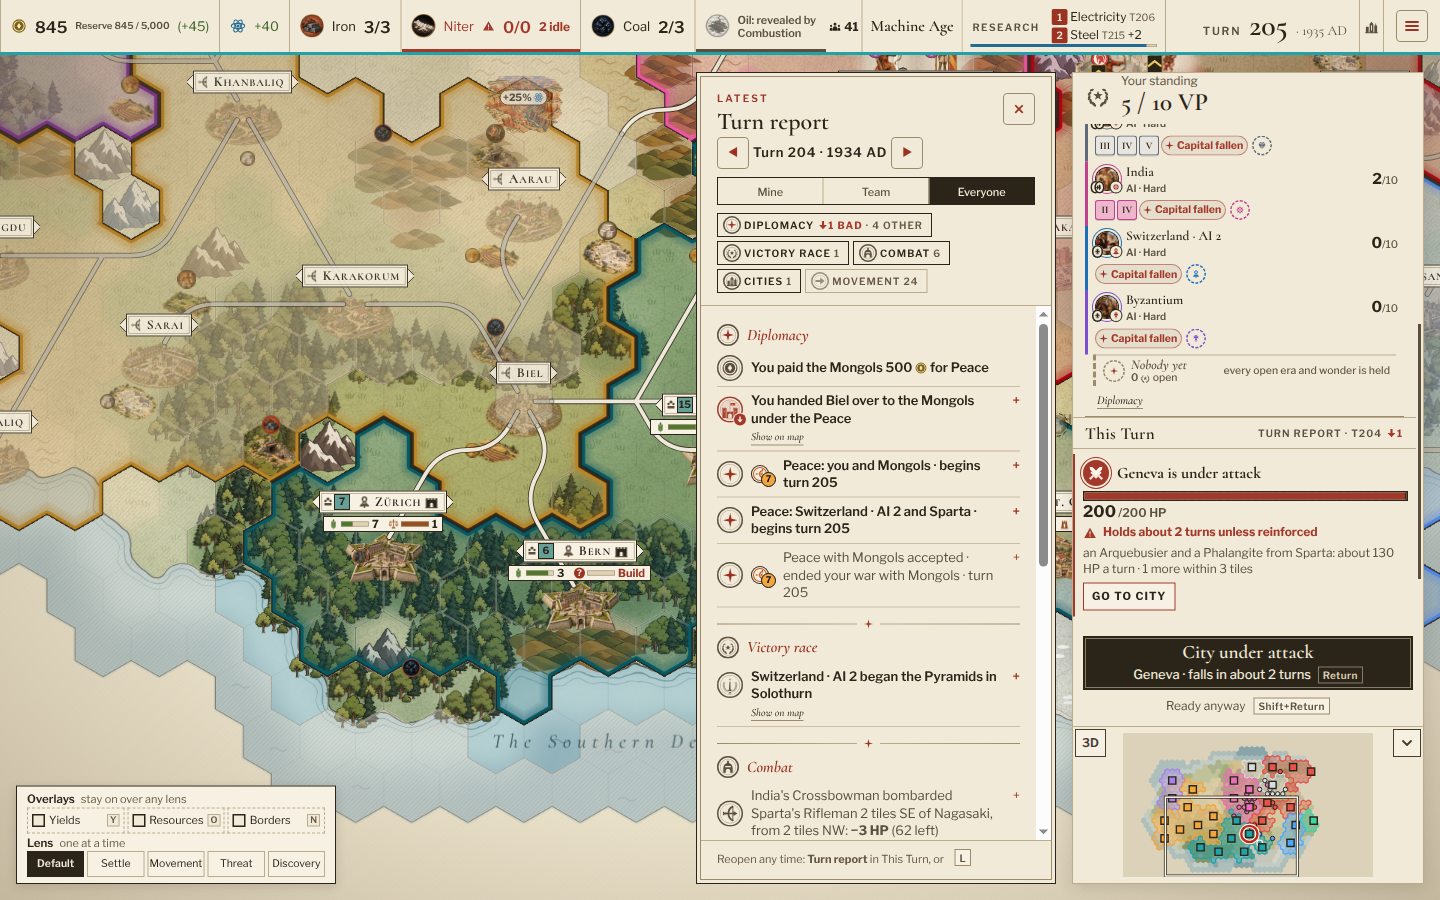 845 Reserve 845 / 5,000 (+45)
+40
Iron 3/3
Niter 0/0 2 idle
Coal 2/3
Oil: revealed by Combustion
41
Machine Age
RESEARCH
1 Electricity T206
2 Steel T215 +2
TURN 205 · 1935 AD
KHANBALIQ
+25%
AARAU
GDU
KARAKORUM
SARAI
BIEL
ALIQ
15
7 ZÜRICH
7 1
6 BERN
3 ? Build
The Southern De
Overlays stay on over any lens
Yields Y
Resources O
Borders N
Lens one at a time
Default
Settle
Movement
Threat
Discovery
LATEST
Turn report
×
Turn 204 · 1934 AD
Mine
Team
Everyone
DIPLOMACY 1 BAD · 4 OTHER
VICTORY RACE 1
COMBAT 6
CITIES 1
MOVEMENT 24
Diplomacy
You paid the Mongols 500 for Peace
You handed Biel over to the Mongols +
under the Peace
Show on map
Peace: you and Mongols · begins +
turn 205
7
Peace: Switzerland · AI 2 and Sparta · +
begins turn 205
Peace with Mongols accepted · +
ended your war with Mongols · turn
205
7
Victory race
Switzerland · AI 2 began the Pyramids in +
Solothurn
Show on map
Combat
India's Crossbowman bombarded +
Sparta's Rifleman 2 tiles SE of Nagasaki,
from 2 tiles NW: −3 HP (62 left)
Reopen any time: Turn report in This Turn, or L
Your standing
5 / 10 VP
AI · Hard
III IV V Capital fallen
India
AI · Hard
2/10
II IV Capital fallen
Switzerland · AI 2
AI · Hard
0/10
Capital fallen
Byzantium
AI · Hard
0/10
Capital fallen
Nobody yet
0 open
every open era and wonder is held
Diplomacy
This Turn
TURN REPORT · T204 1
Geneva is under attack
200 /200 HP
Holds about 2 turns unless reinforced
an Arquebusier and a Phalangite from Sparta: about 130
HP a turn · 1 more within 3 tiles
GO TO CITY
City under attack
Geneva · falls in about 2 turns Return
Ready anyway Shift+Return
3D